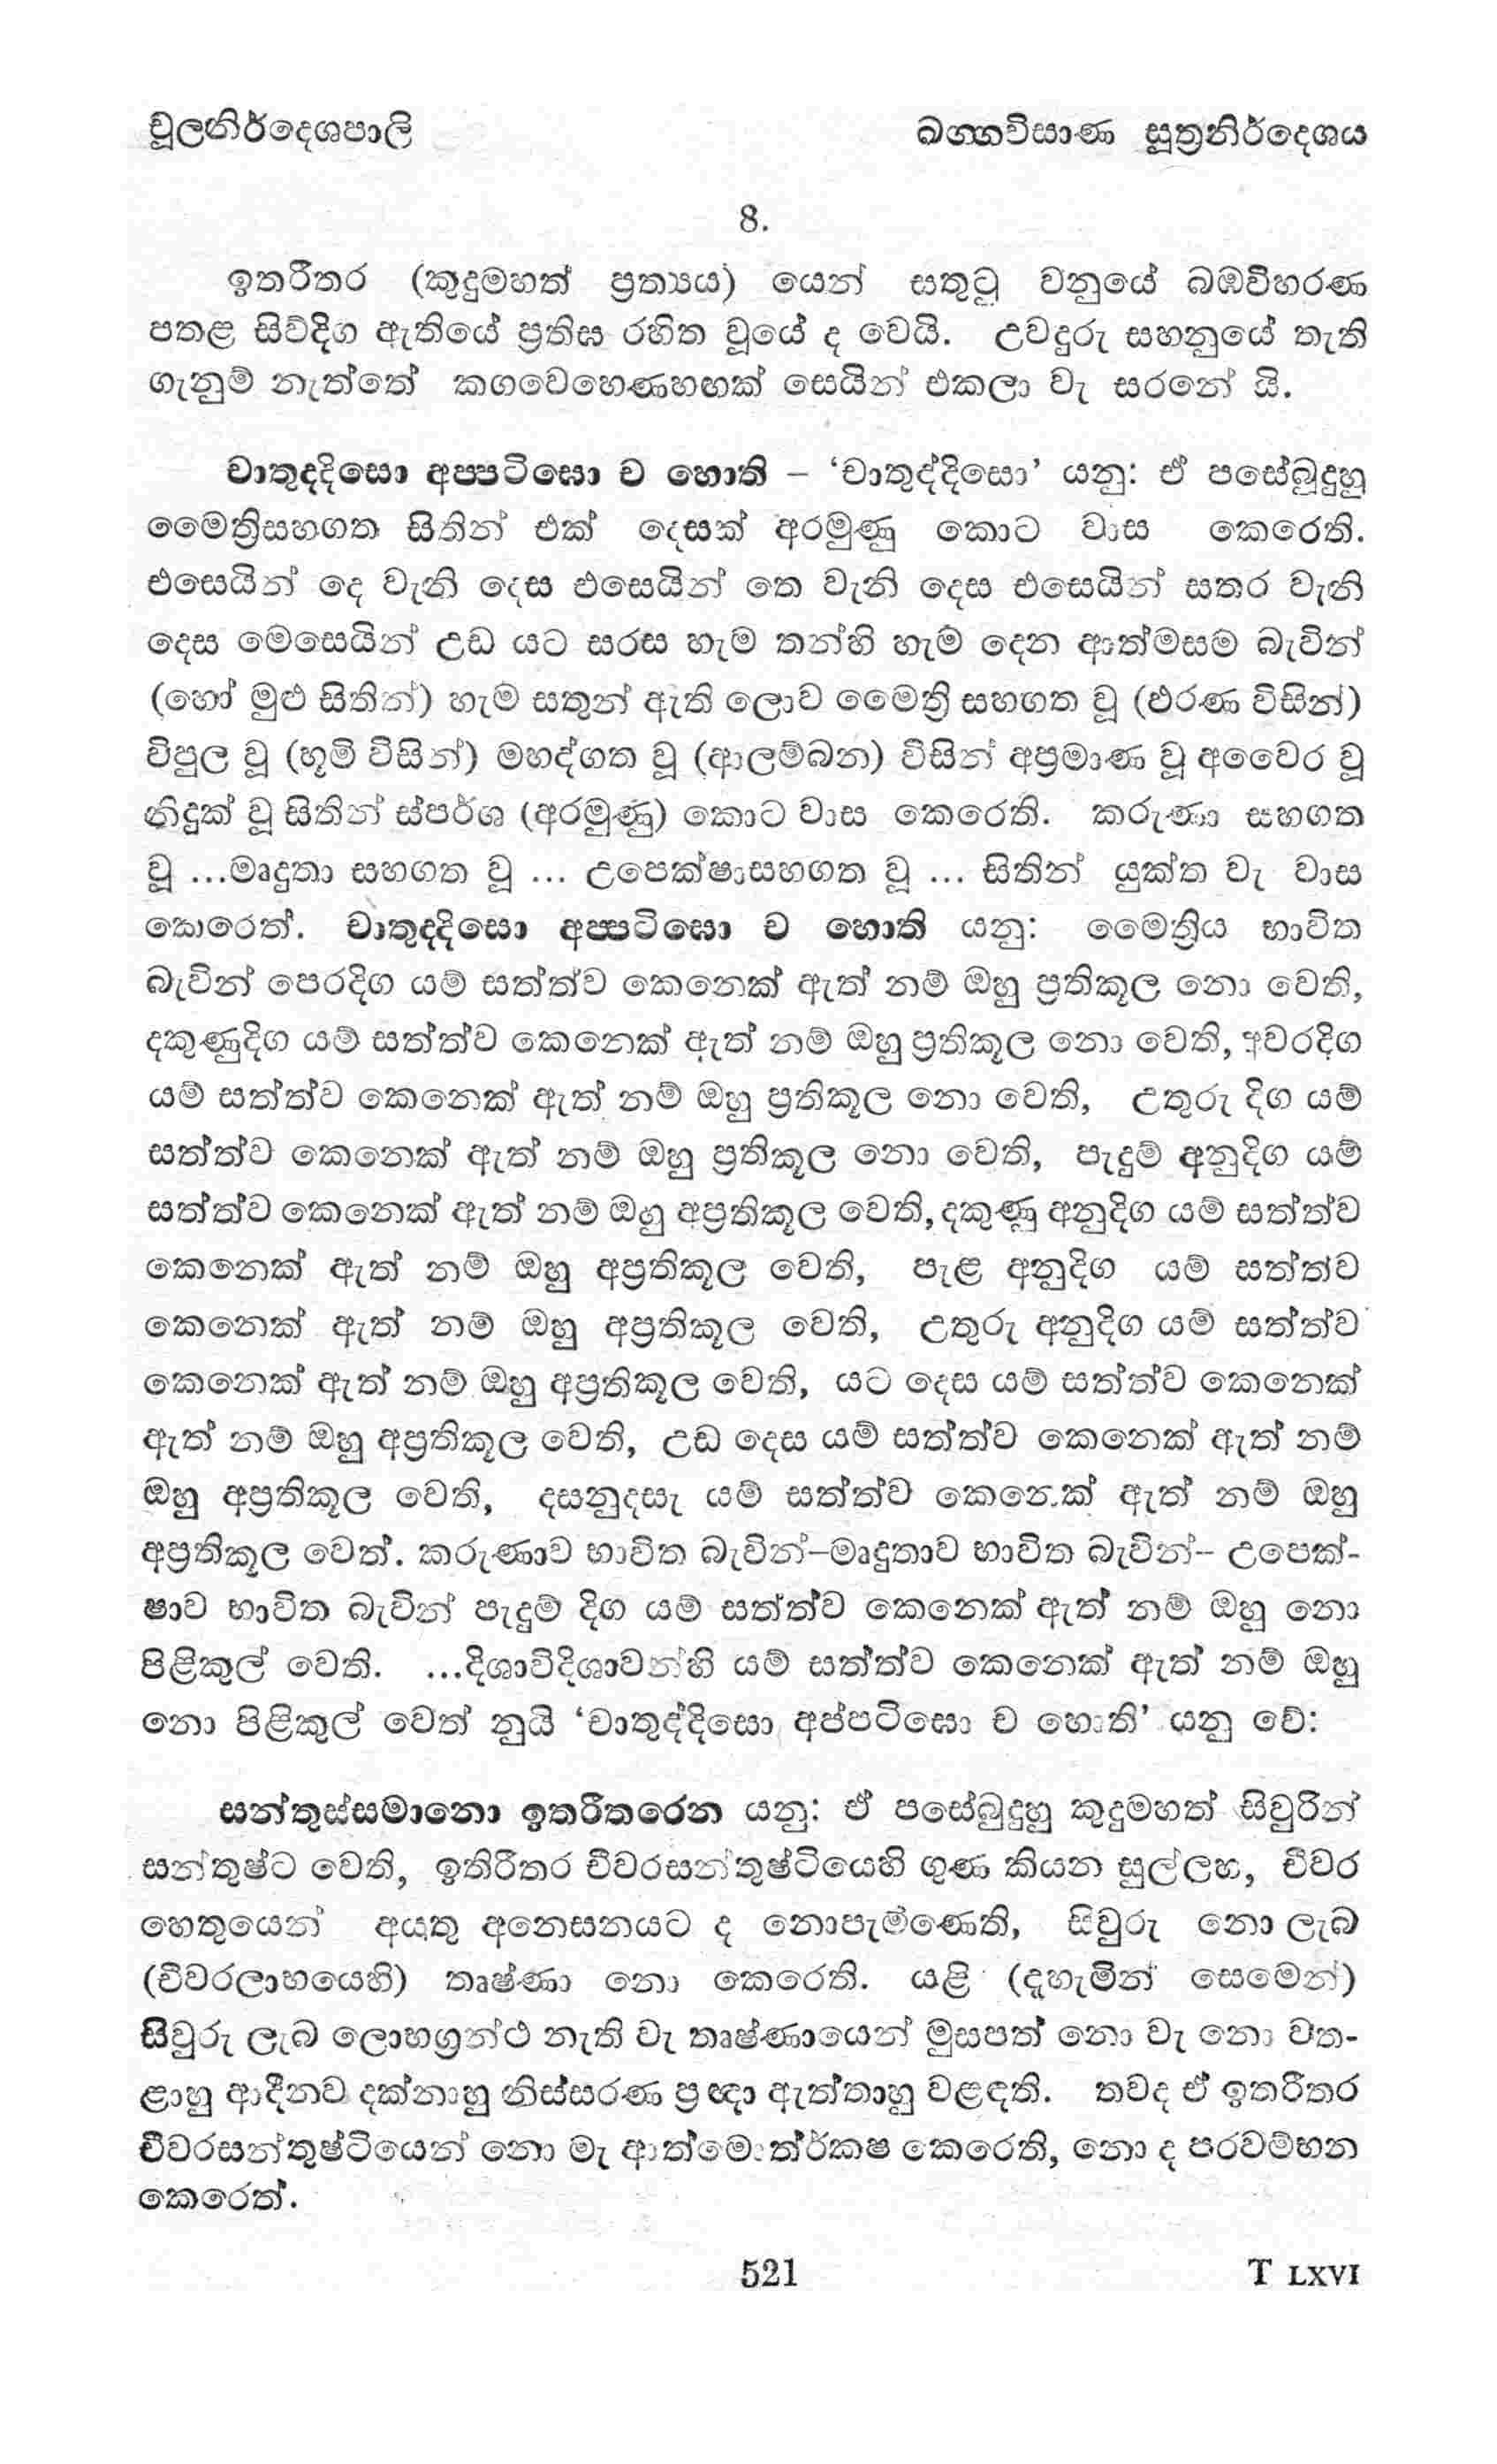 චූලනිර්දෙශපාලි
ඛග්ගවිසාණ සූත්‍රනිර්දෙශය
8.
ඉතරීතර (කුදුමහත් ප්‍රත්‍යය) යෙන් සතුටු වනුයේ බඹවිහරණ
පතළ සිව්දිග ඇතියේ ප්‍රතිඝ රහිත වූයේ ද වෙයි. උවදුරු සහනුයේ තැති
ගැනුම් නැත්තේ කගවෙහෙණහඟක් සෙයින් එකලා වැ සරනේ යි.
චාතුද්දිසො අප්පටිඝො ච හොති – ‘චාතුද්දිසො’ යනු: ඒ පසේබුදුහු
මෛත්‍රිසහගත සිතින් එක් දෙසක් අරමුණු කොට වාස කෙරෙති.
එසෙයින් දෙ වැනි දෙස එසෙයින් තෙ වැනි දෙස එසෙයින් සතර වැනි
දෙස මෙසෙයින් උඩ යට සරස හැම තන්හි හැම් දෙන ආත්මසම බැවින්
(හෝ මුළු සිතින්) හැම සතුන් ඇති ලොව මෛත්‍රි සහගත වූ (ඵරණ විසින්)
විපුල වූ (භූමි විසින්) මහද්ගත වූ (ආලම්බන) විසින් අප්‍රමාණ වූ අවෛර වූ
නිදුක් වූ සිතින් ස්පර්ශ (අරමුණු) කොට වාස කෙරෙති. කරුණා සහගත
වූ ...මෘදුතා සහගත වූ ... උපෙක්ෂාසහගත වූ ... සිතින් යුක්ත වැ වාස
කෙරෙත්. චාතුද්දිසො අප්පටිඝො ච හොති යනු: මෛත්‍රිය භාවිත
බැවින් පෙරදිග යම් සත්ත්ව කෙනෙක් ඇත් නම් ඔහු ප්‍රතිකූල නො වෙති,
දකුණුදිග යම් සත්ත්ව කෙනෙක් ඇත් නම් ඔහු ප්‍රතිකූල නො වෙති, අවරදිග
යම් සත්ත්ව කෙනෙක් ඇත් නම් ඔහු ප්‍රතිකූල නො වෙති, උතුරු දිග යම්
සත්ත්ව කෙනෙක් ඇත් නම් ඔහු ප්‍රතිකූල නො වෙති, පැදුම් අනුදිග යම්
සත්ත්ව කෙනෙක් ඇත් නම් ඔහු අප්‍රතිකූල වෙති, දකුණු අනුදිග යම් සත්ත්ව
කෙනෙක් ඇත් නම් ඔහු අප්‍රතිකූල වෙති, පැළ අනුදිග යම් සත්ත්ව
කෙනෙක් ඇත් නම් ඔහු අප්‍රතිකූල වෙති, උතුරු අනුදිග යම් සත්ත්ව
කෙනෙක් ඇත් නම් ඔහු අප්‍රතිකූල වෙති, යට දෙස යම් සත්ත්ව කෙනෙක්
ඇත් නම් ඔහු අප්‍රතිකූල වෙති, උඩ දෙස යම් සත්ත්ව කෙනෙක් ඇත් නම්
ඔහු අප්‍රතිකූල වෙති, දසනුදසැ යම් සත්ත්ව කෙනෙක් ඇත් නම් ඔහු
අප්‍රතිකූල වෙත්. කරුණාව භාවිත බැවින්–මෘදුතාව භාවිත බැවින්– උපෙක්-
ෂාව භාවිත බැවින් පැදුම් දිග යම් සත්ත්ව කෙනෙක් ඇත් නම් ඔහු නො
පිළිකුල් වෙති. ...දිශාවිදිශාවන්හි යම් සත්ත්ව කෙනෙක් ඇත් නම් ඔහු
නො පිළිකුල් වෙත් නුයි ‘චාතුද්දිසො අප්පටිඝො ච හොති’ යනු වේ:
සන්තුස්සමානො ඉතරීතරෙන යනු: ඒ පසේබුදුහු කුදුමහත් සිවුරින්
සන්තුෂ්ට වෙති, ඉතිරීතර චීවරසන්තුෂ්ටියෙහි ගුණ කියන සුල්ලහ, චීවර
හෙතුයෙන් අයුතු අනෙසනයට ද නොපැමිණෙති, සිවුරු නො ලැබ
(චීවරලාභයෙහි) තෘෂ්ණා නො කෙරෙති. යළි (දැහැමින් සෙමෙන්)
සිවුරු ලැබ ලොභග්‍රන්ථ නැති වැ තෘෂ්ණායෙන් මුසපත් නො වැ නො වත-
ළාහු ආදීනව දක්නාහු නිස්සරණ ප්‍රඥා ඇත්තාහු වළඳති. තවද ඒ ඉතරීතර
චීවරසන්තුෂ්ටියෙන් නො මැ ආත්මොත්ර්කෂ කෙරෙති, නො ද පරවම්භන
කෙරෙත්.
521
T LXVI